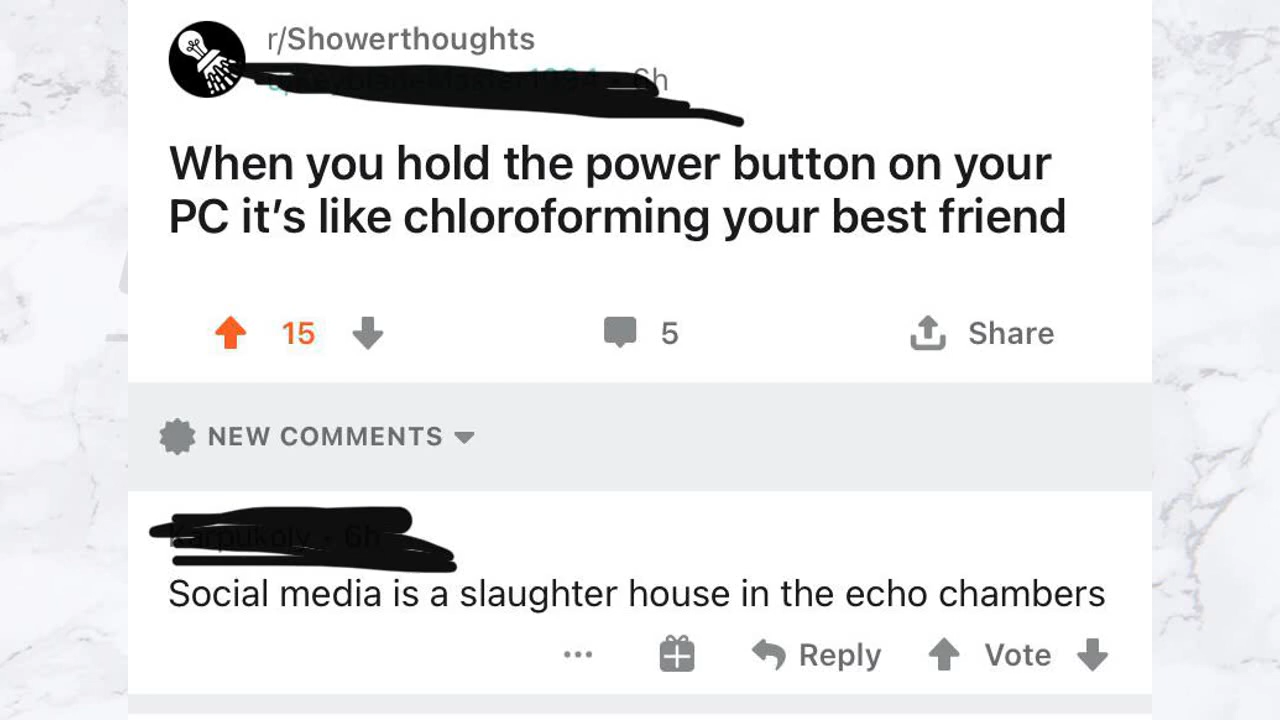 r/Showerthoughts
6h
When you hold the power button on your
PC it's like chloroforming your best friend
15
5
Share
NEW COMMENTS
Social media is a slaughter house in the echo chambers
Reply
Vote